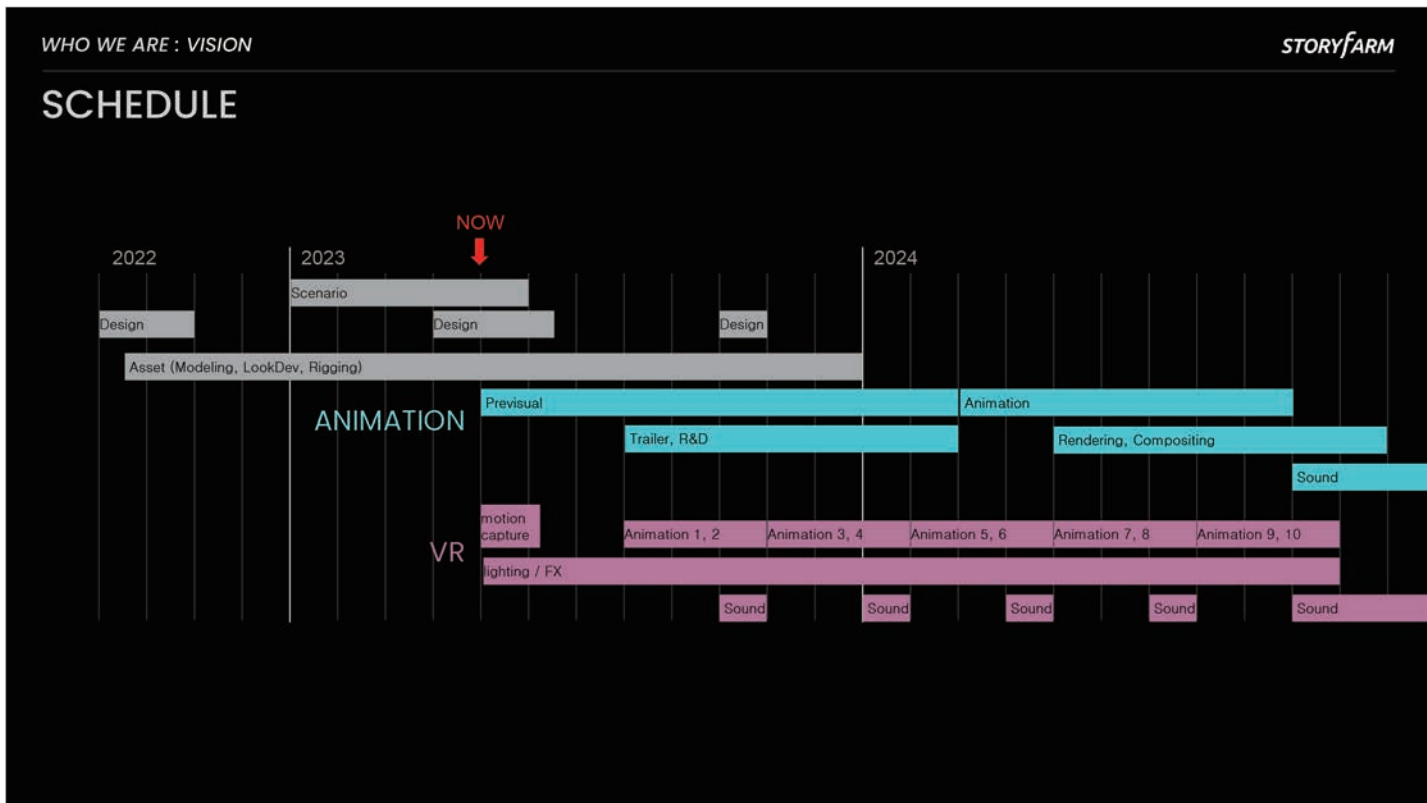 WHO WE ARE : VISION
STORYfARM
SCHEDULE
NOW
2022
2023
2024
Scenario
Design
Design
Design
Asset (Modeling, LookDev, Rigging)
ANIMATION
Previsual
Animation
Trailer, R&D
Rendering, Compositing
Sound
VR
motion
capture
Animation 1, 2
Animation 3, 4
Animation 5, 6
Animation 7, 8
Animation 9, 10
lighting / FX
Sound
Sound
Sound
Sound
Sound